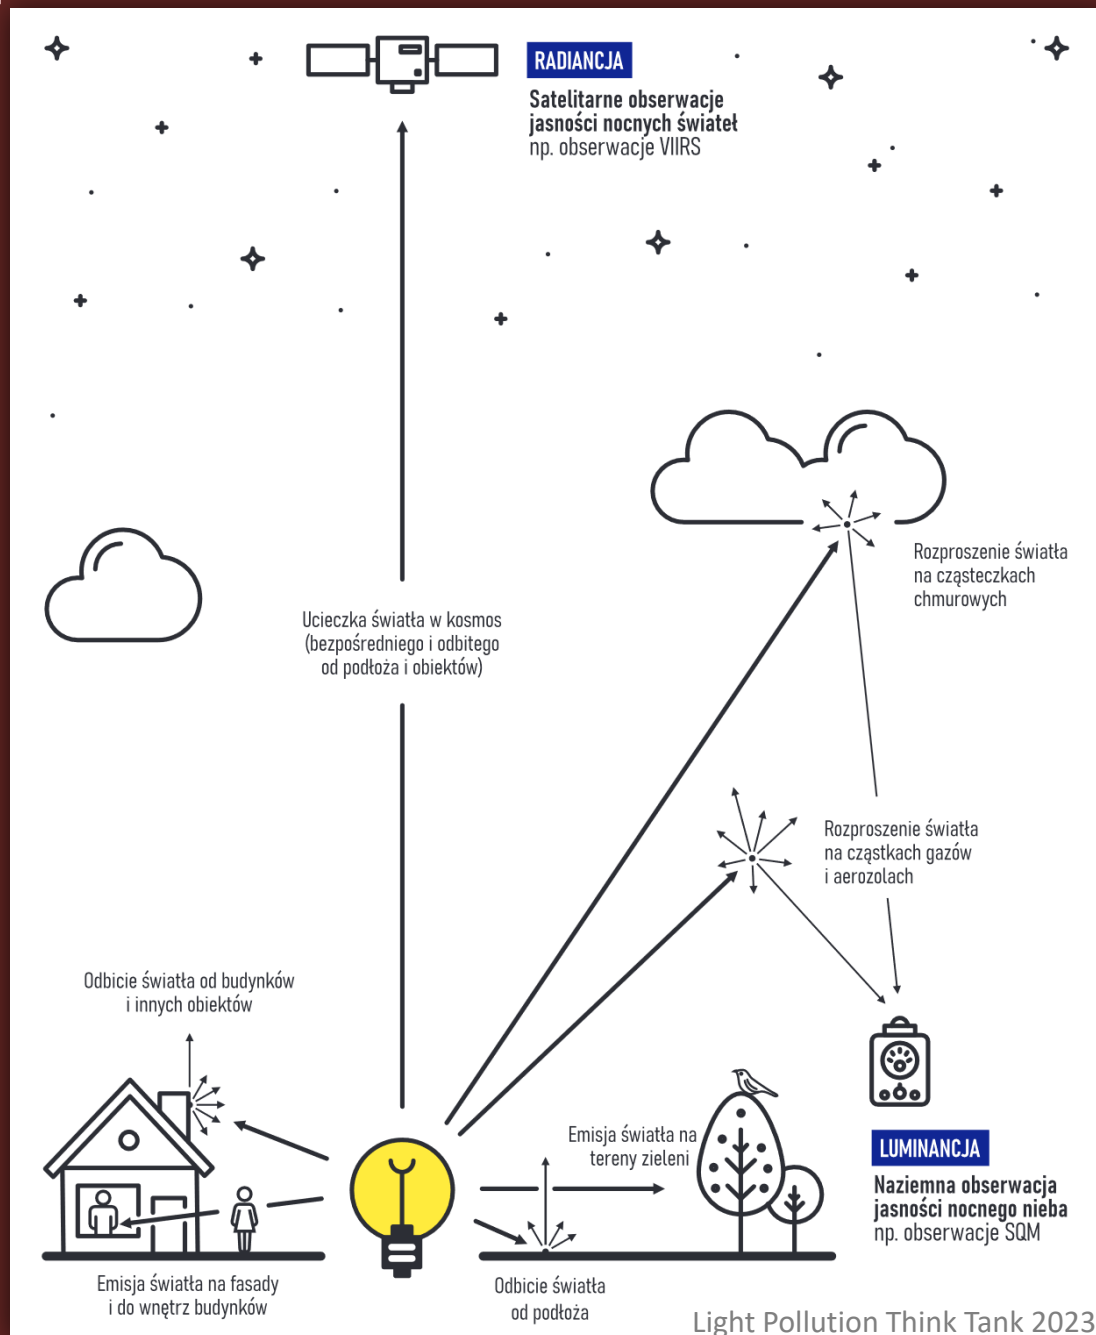 RADIANCJA
Satelitarne obserwacje
jasności nocnych świateł
np. obserwacje VIIRS
Rozproszenie światła
na cząsteczkach
chmurowych
Ucieczka światła w kosmos
(bezpośredniego i odbitego
od podłoża i obiektów)
Rozproszenie światła
na cząstkach gazów
i aerozolach
Odbicie światła od budynków
i innych obiektów
Emisja światła na
tereny zieleni
LUMINANCJA
Naziemna obserwacja
jasności nocnego nieba
np. obserwacje SQM
Emisja światła na fasady
i do wnętrz budynków
Odbicie światła
od podłoża
Light Pollution Think Tank 2023